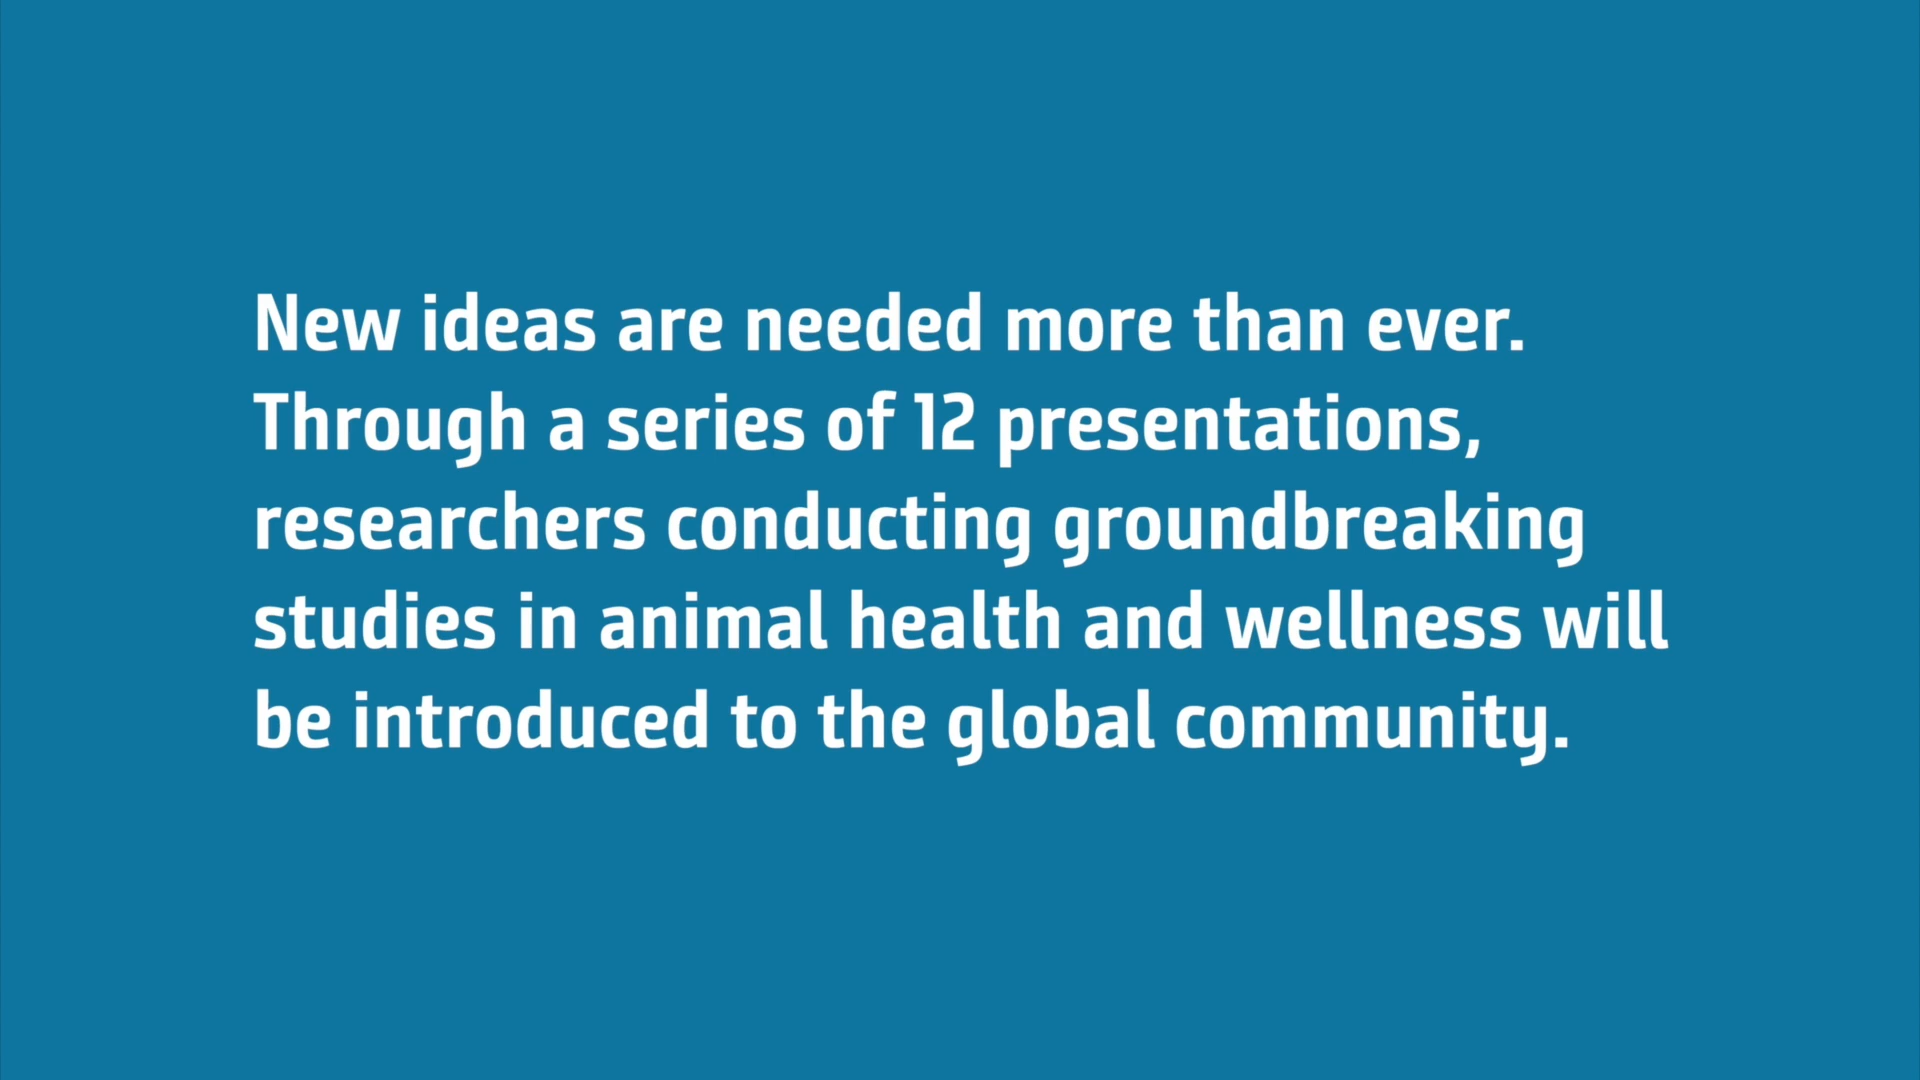 New ideas are needed more than ever.
Through a series of 12 presentations,
researchers conducting groundbreaking
studies in animal health and wellness will
be introduced to the global community.